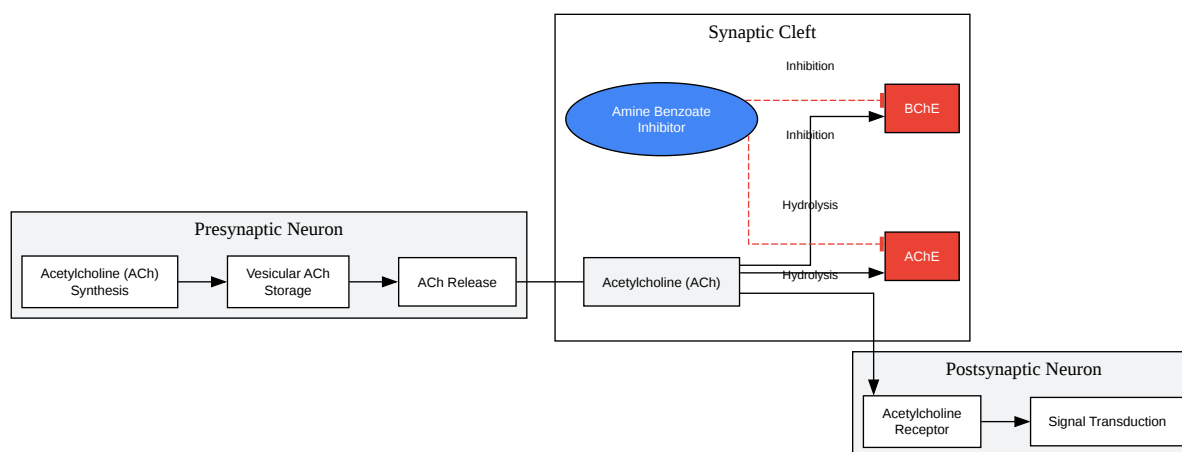 Synaptic Cleft
Inhibition
Amine Benzoate
Inhibitor
BChE
Inhibition
Hydrolysis
Presynaptic Neuron
Acetylcholine (ACh)
Synthesis
Vesicular ACh
Storage
ACh Release
Acetylcholine (ACh)
Hydrolysis
AChE
Postsynaptic Neuron
Acetylcholine
Receptor
Signal Transduction